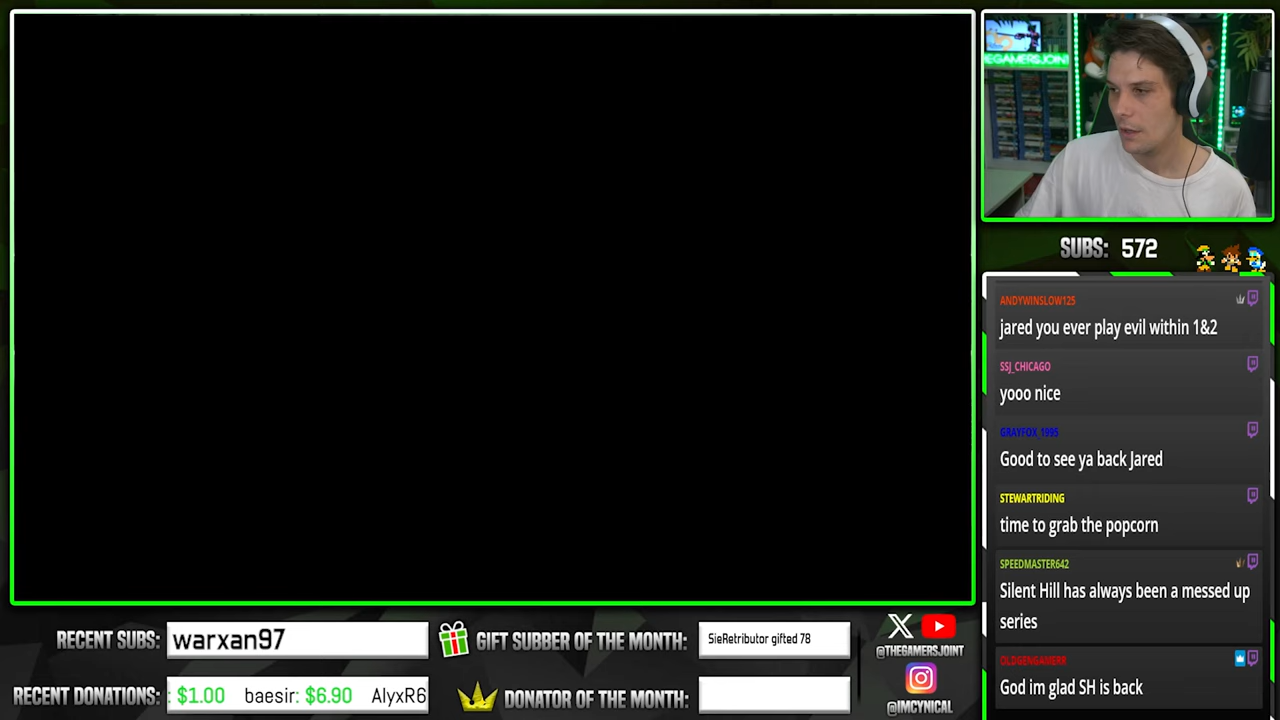 THEGAMERSJOINT
SUBS: 572
ANDYWINSLOW125
jared you ever play evil within 1&2
SSJ_CHICAGO
yooo nice
GRAYFOX_1995
Good to see ya back Jared
STEWARTRIDING
time to grab the popcorn
SPEEDMASTER642
Silent Hill has always been a messed up
series
OLDGENGAMERR
God im glad SH is back
RECENT SUBS: warxan97
GIFT SUBBER OF THE MONTH: SieRetributor gifted 78
@THEGAMERSJOINT
RECENT DONATIONS: : $1.00 baesir: $6.90 AlyxR6
DONATOR OF THE MONTH:
@IMCYNICAL